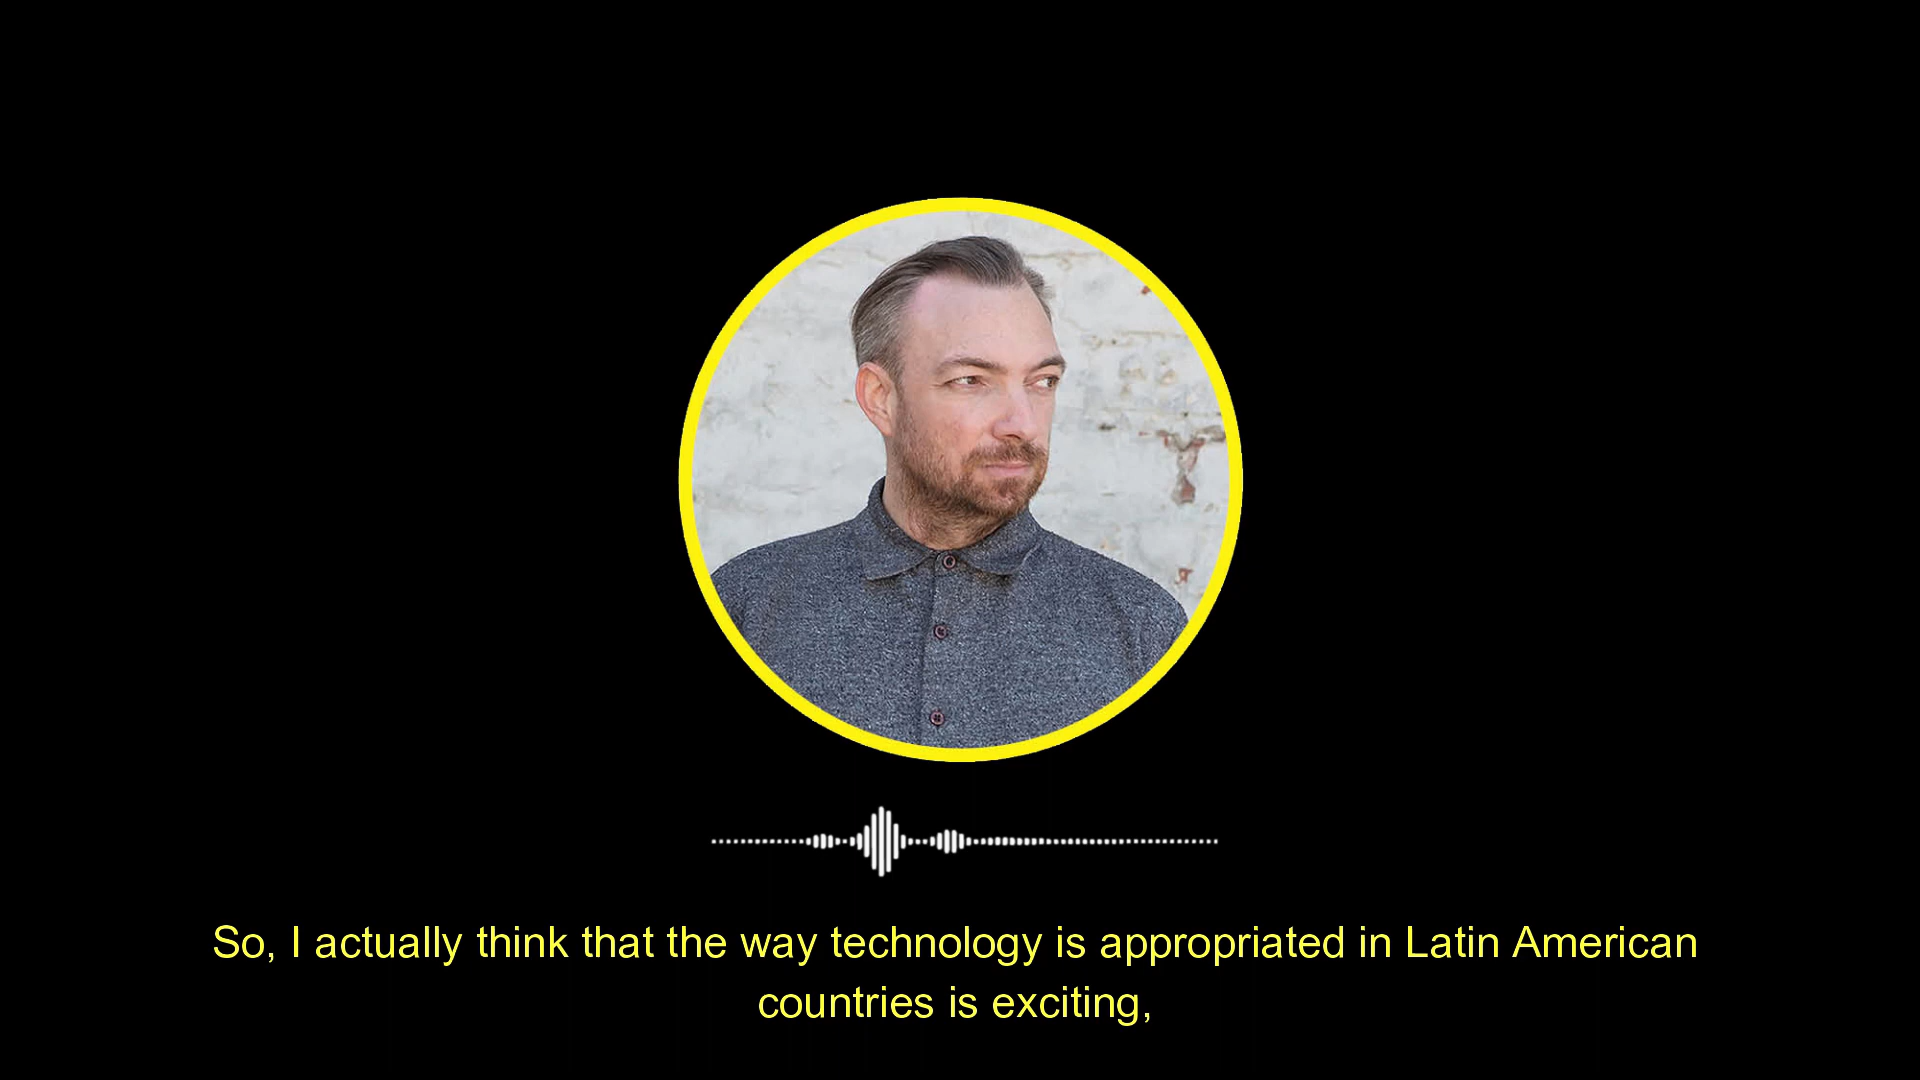 So, I actually think that the way technology is appropriated in Latin American
countries is exciting,